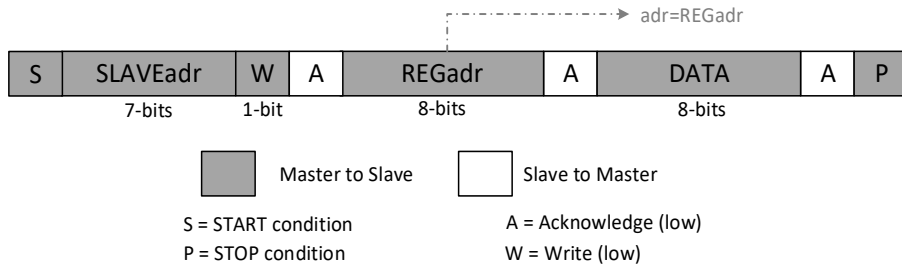 adr=REGadr
S SLAVEadr W A REGadr A DATA A P
7-bits 1-bit 8-bits 8-bits
Master to Slave Slave to Master
S = START condition A = Acknowledge (low)
P = STOP condition W = Write (low)